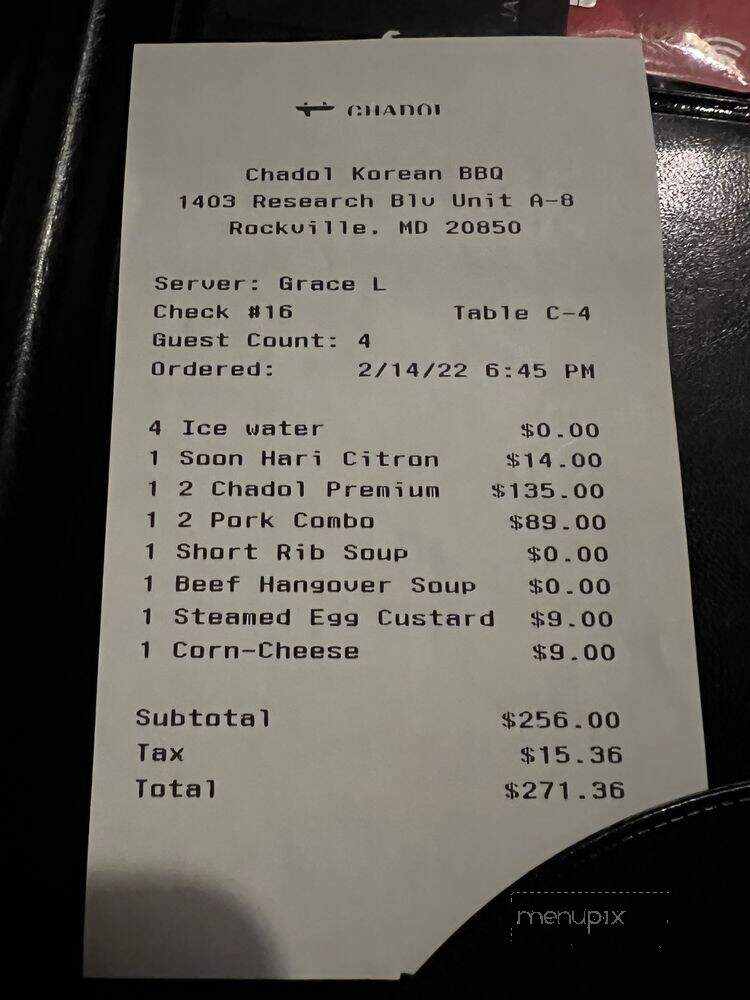 CHADOL
Chadol Korean BBQ
1403 Research Blv Unit A-8
Rockville, MD 20850
Server: Grace L
Check #16 Table C-4
Guest Count: 4
Ordered: 2/14/22 6:45 PM
4 Ice water $0.00
1 Soon Hari Citron $14.00
1 2 Chadol Premium $135.00
1 2 Pork Combo $89.00
1 Short Rib Soup $0.00
1 Beef Hangover Soup $0.00
1 Steamed Egg Custard $9.00
1 Corn-Cheese $9.00
Subtotal $256.00
Tax $15.36
Total $271.36
menupix